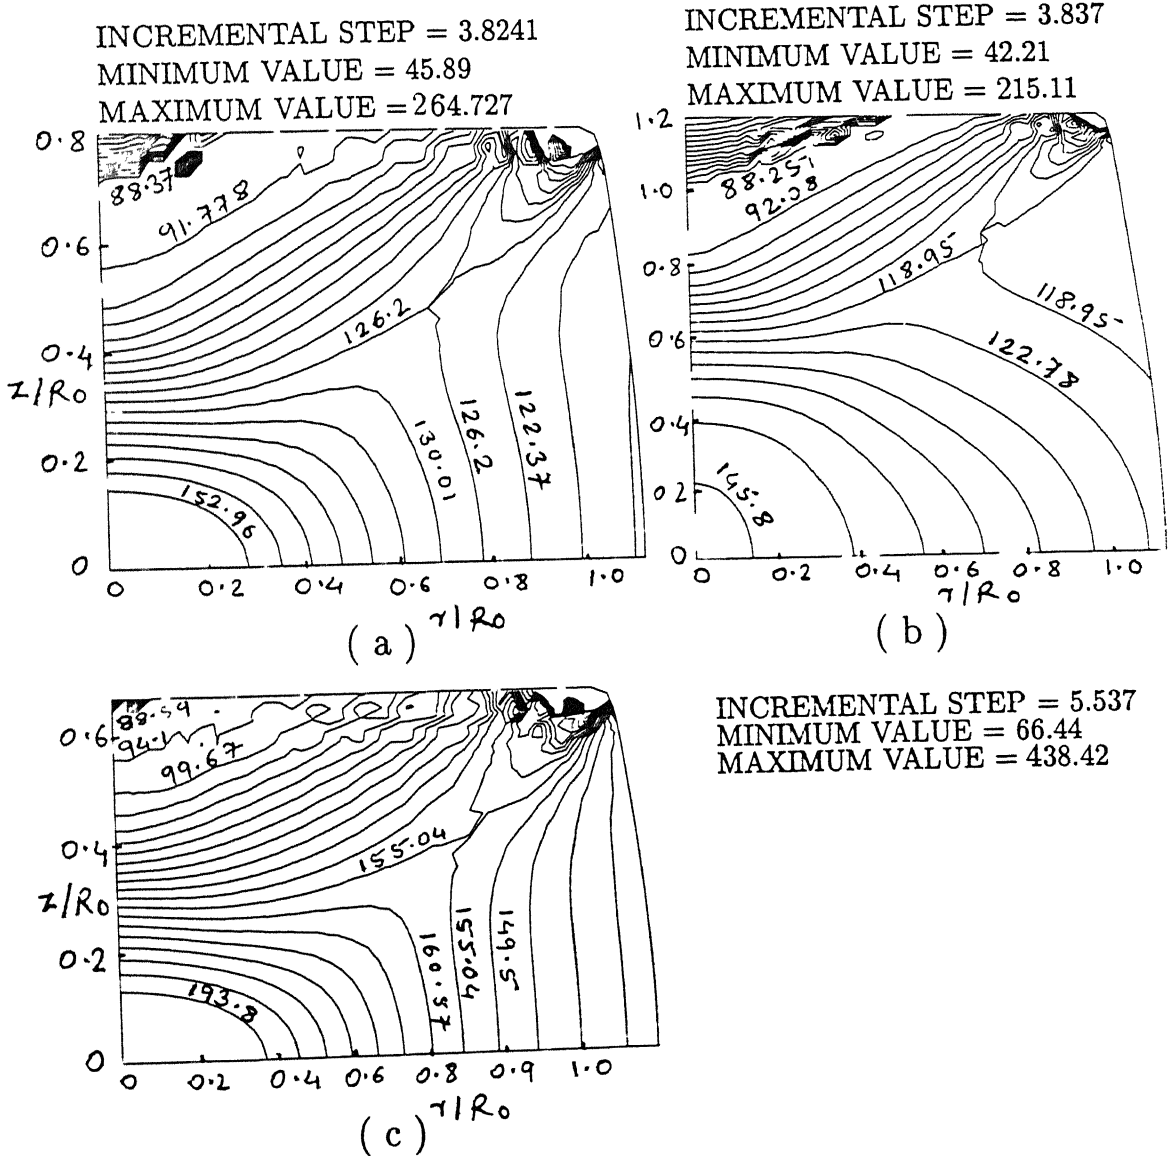 INCREMENTAL STEP = 3.8241
MINIMUM VALUE = 45.89
MAXIMUM VALUE =264.727
0.8
0.6
0.4
z/R0
0.2
0
88.37
91.778
126.2
130.01
126.2
122.37
152.96
0 0.2 0.4 0.6 0.8 1.0
r/R0
( a )
INCREMENTAL STEP = 3.837
MINIMUM VALUE = 42.21
MAXIMUM VALUE = 215.11
1.2
1.0
0.8
0.6
0.4
0.2
0
88.251
92.08
118.95
118.95
122.78
145.8
0 0.2 0.4 0.6 0.8 1.0
r/R0
( b )
0.6
0.4
z/R0
0.2
0
88.59
94.1
99.67
155.04
160.57
155.04
149.5
193.8
0 0.2 0.4 0.6 0.8 0.9 1.0
r/R0
( c )
INCREMENTAL STEP = 5.537
MINIMUM VALUE = 66.44
MAXIMUM VALUE = 438.42